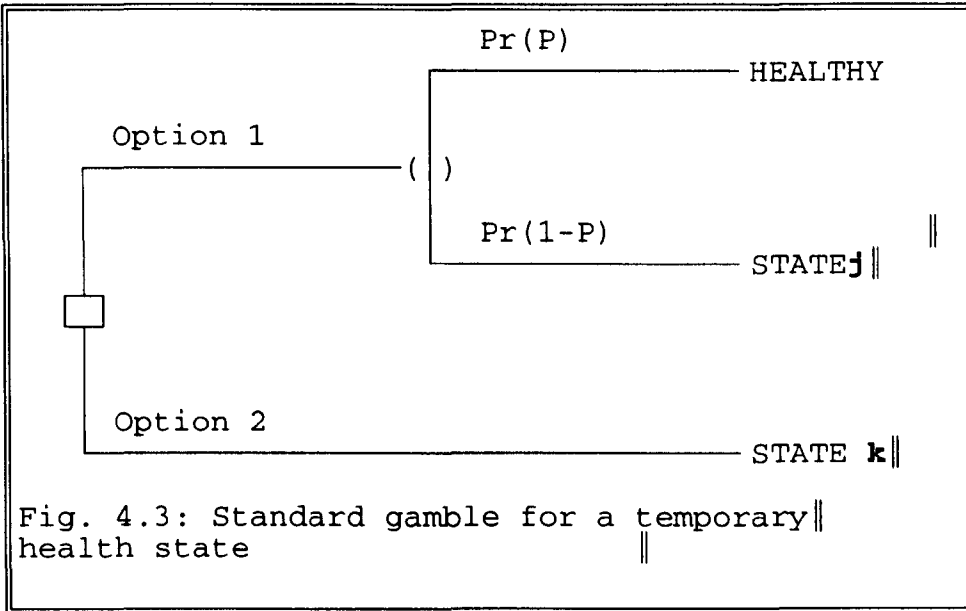 Pr(P)
HEALTHY
Option 1
( )
Pr(1-P)
STATEj
Option 2
STATE k
Fig. 4.3: Standard gamble for a temporary
health state